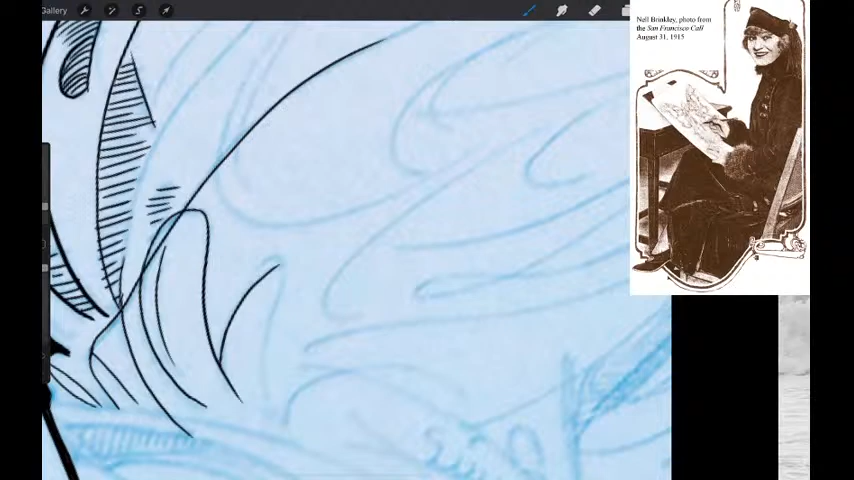 Gallery
Nell Brinkley, photo from
the San Francisco Call
August 31, 1915